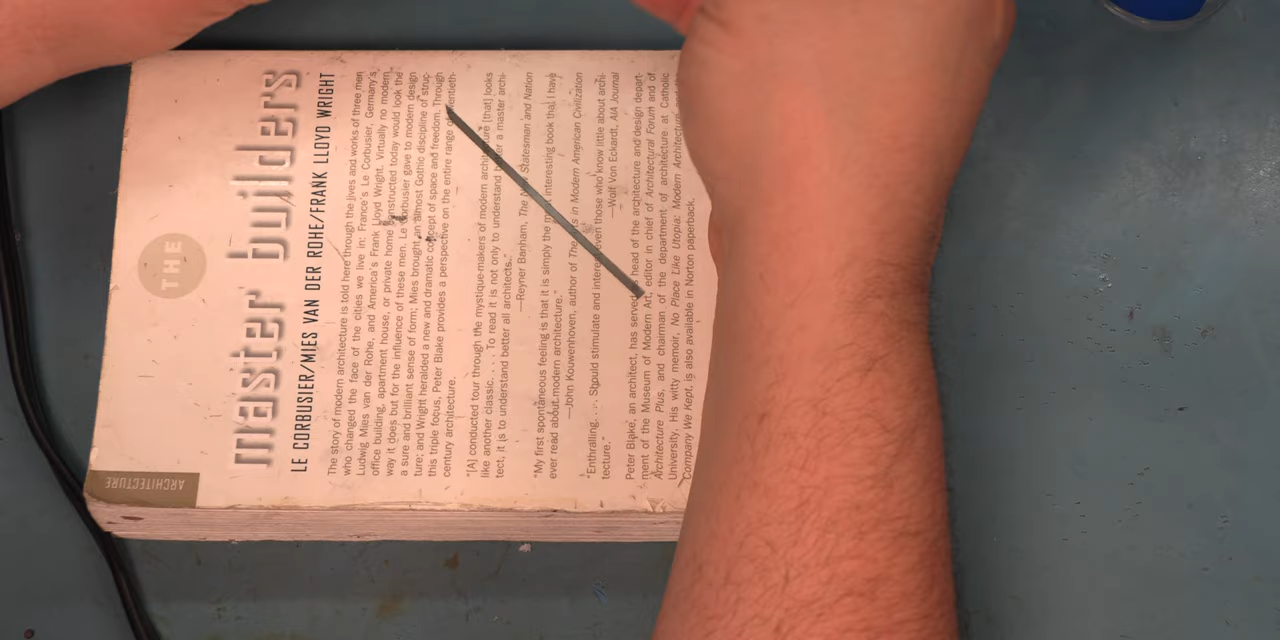 ARCHITECTURE
THE
master builders
LE CORBUSIER/MIES VAN DER ROHE/FRANK LLOYD WRIGHT
The story of modern architecture is told here through the lives and works of three men
who changed the face of the cities we live in: France's Le Corbusier, Germany's
Ludwig Mies van der Rohe, and America's Frank Lloyd Wright. Virtually no modern
office building, apartment house, or private home constructed today would look the
way it does but for the influence of these men. Le Corbusier gave to modern design
a sure and brilliant sense of form; Mies brought an almost Gothic discipline of struc-
ture; and Wright heralded a new and dramatic concept of space and freedom. Through
this triple focus, Peter Blake provides a perspective on the entire range of
century architecture.
"[A] conducted tour through the mystique-makers of modern architecture [that] looks
like another classic. . . . To read it is not only to understand better a master archi-
tect, it is to understand better all architects."
—Reyner Banham, The New Statesman and Nation
"My first spontaneous feeling is that it is simply the most interesting book that I have
ever read about modern architecture."
—John Kouwenhoven, author of The Arts in Modern American Civilization
"Enthralling. . . . Should stimulate and interest even those who know little about archi-
tecture."
—Wolf Von Eckardt, AIA Journal
Peter Blake, an architect, has served as head of the architecture and design depart-
ment of the Museum of Modern Art, editor in chief of Architectural Forum and of
Architecture Plus, and chairman of the department of architecture at Catholic
University. His witty memoir, No Place Like Utopia: Modern Architecture and the
Company We Kept, is also available in Norton paperback.